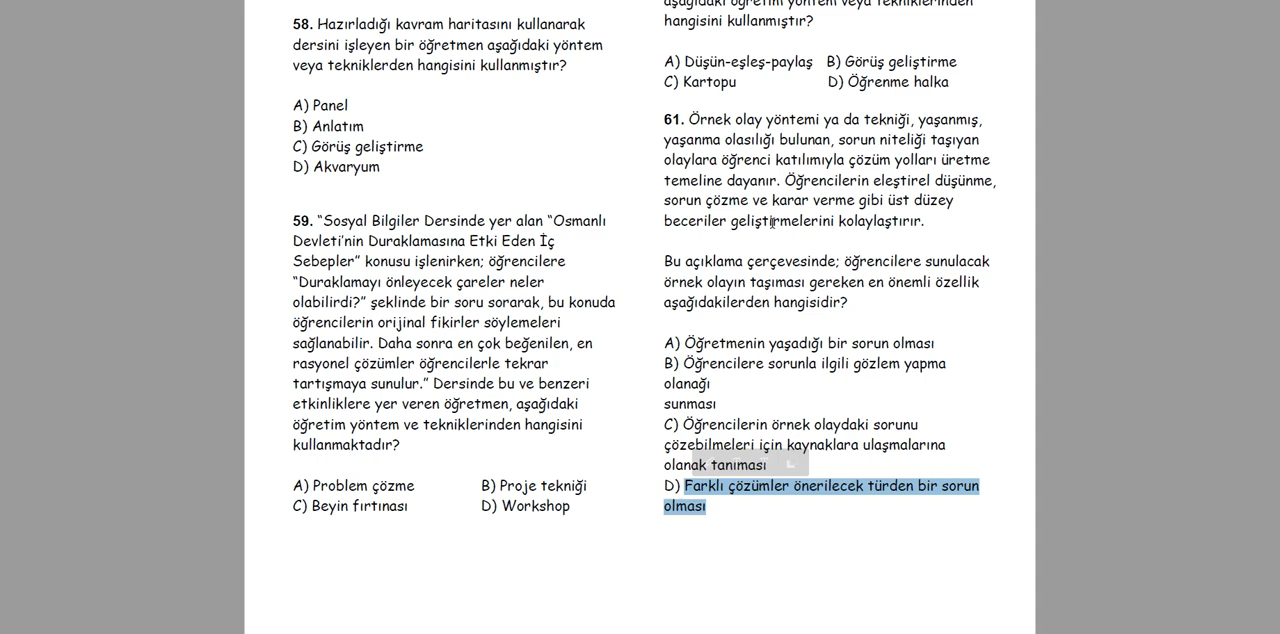 58. Hazırladığı kavram haritasını kullanarak
dersini işleyen bir öğretmen aşağıdaki yöntem
veya tekniklerden hangisini kullanmıştır?
A) Panel
B) Anlatım
C) Görüş geliştirme
D) Akvaryum
59. “Sosyal Bilgiler Dersinde yer alan “Osmanlı
Devleti’nin Duraklamasına Etki Eden İç
Sebepler” konusu işlenirken; öğrencilere
“Duraklamayı önleyecek çareler neler
olabilirdi?” şeklinde bir soru sorarak, bu konuda
öğrencilerin orijinal fikirler söylemeleri
sağlanabilir. Daha sonra en çok beğenilen, en
rasyonel çözümler öğrencilerle tekrar
tartışmaya sunulur.” Dersinde bu ve benzeri
etkinliklere yer veren öğretmen, aşağıdaki
öğretim yöntem ve tekniklerinden hangisini
kullanmaktadır?
A) Problem çözme B) Proje tekniği
C) Beyin fırtınası D) Workshop
aşağıdaki öğretim yöntem veya tekniklerinden
hangisini kullanmıştır?
A) Düşün-eşleş-paylaş B) Görüş geliştirme
C) Kartopu D) Öğrenme halka
61. Örnek olay yöntemi ya da tekniği, yaşanmış,
yaşanma olasılığı bulunan, sorun niteliği taşıyan
olaylara öğrenci katılımıyla çözüm yolları üretme
temeline dayanır. Öğrencilerin eleştirel düşünme,
sorun çözme ve karar verme gibi üst düzey
beceriler geliştirmelerini kolaylaştırır.
Bu açıklama çerçevesinde; öğrencilere sunulacak
örnek olayın taşıması gereken en önemli özellik
aşağıdakilerden hangisidir?
A) Öğretmenin yaşadığı bir sorun olması
B) Öğrencilere sorunla ilgili gözlem yapma
olanağı
sunması
C) Öğrencilerin örnek olaydaki sorunu
çözebilmeleri için kaynaklara ulaşmalarına
olanak tanıması
D) Farklı çözümler önerilecek türden bir sorun
olması